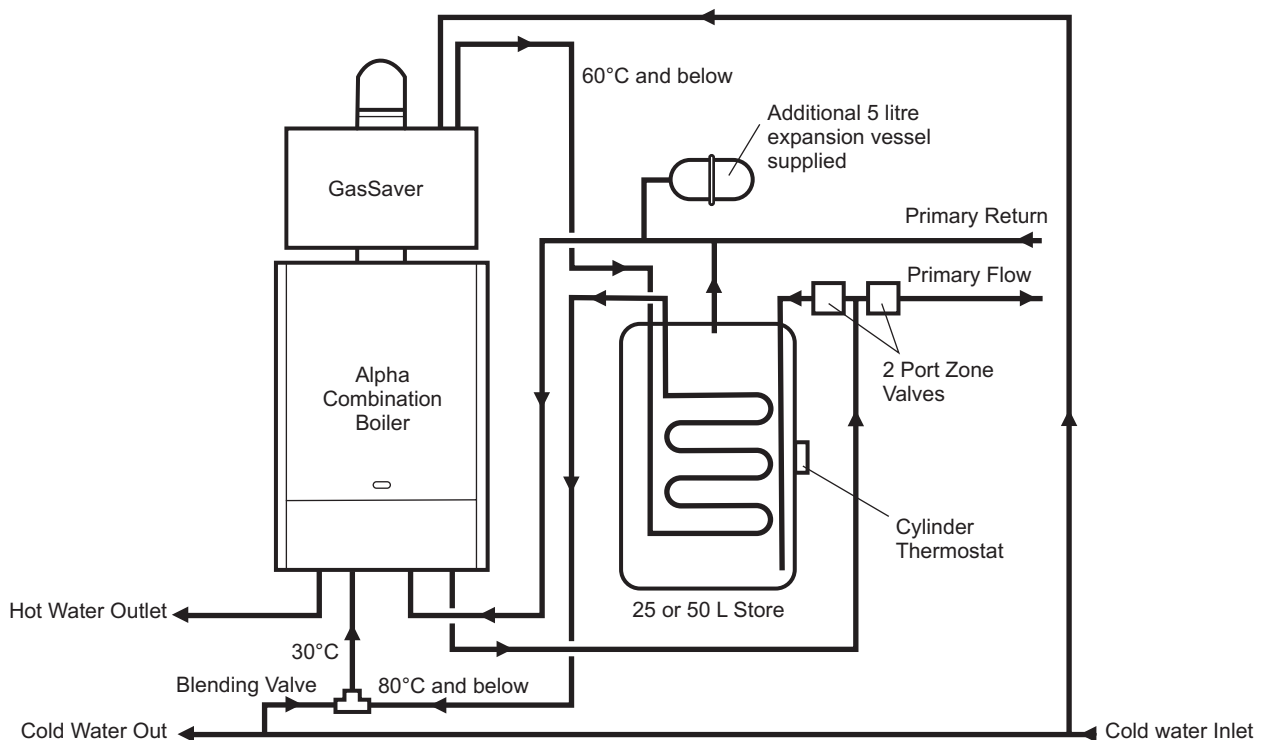 60°C and below
Additional 5 litre
expansion vessel
supplied
GasSaver
Primary Return
Primary Flow
2 Port Zone
Valves
Alpha
Combination
Boiler
Cylinder
Thermostat
25 or 50 L Store
Hot Water Outlet
30°C
Blending Valve
80°C and below
Cold Water Out
Cold water Inlet